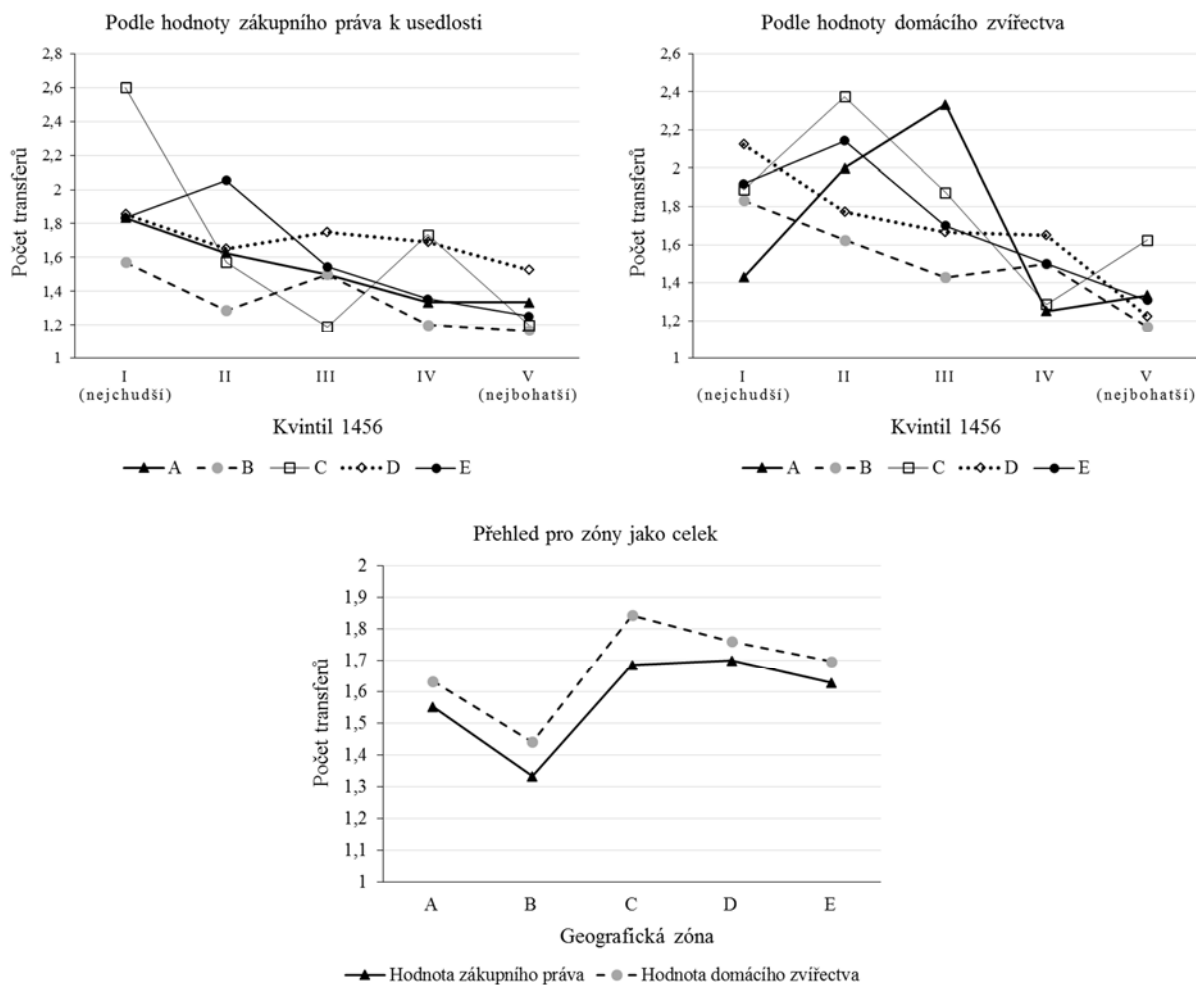 Podle hodnoty zákupního práva k usedlosti
2,8
2,6
2,4
2,2
2
1,8
1,6
1,4
1,2
1
Počet transferů
I II III IV V
(nejchudší) (nejbohatší)
Kvintil 1456
A B C D E
Podle hodnoty domácího zvířectva
2,6
2,4
2,2
2
1,8
1,6
1,4
1,2
1
Počet transferů
I II III IV V
(nejchudší) (nejbohatší)
Kvintil 1456
A B C D E
Přehled pro zóny jako celek
2
1,9
1,8
1,7
1,6
1,5
1,4
1,3
1,2
1,1
1
Počet transferů
A B C D E
Geografická zóna
Hodnota zákupního práva Hodnota domácího zvířectva